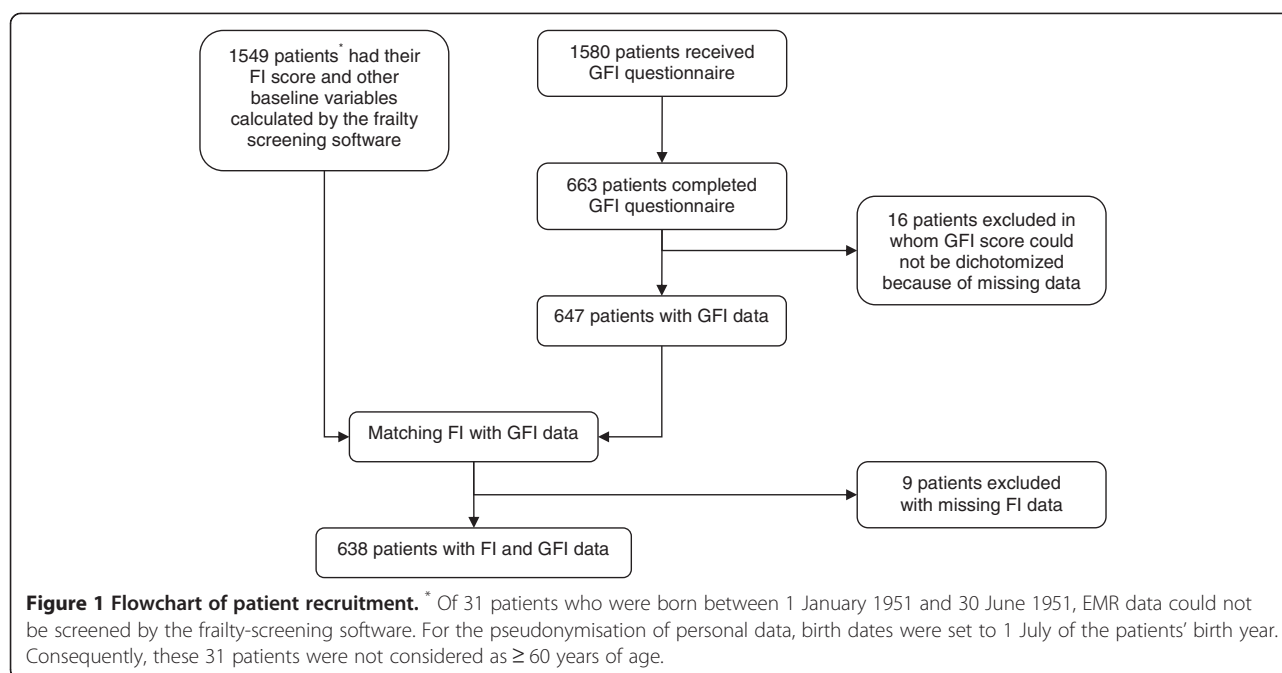 1549 patients* had their
FI score and other
baseline variables
calculated by the frailty
screening software
1580 patients received
GFI questionnaire
663 patients completed
GFI questionnaire
16 patients excluded in
whom GFI score could
not be dichotomized
because of missing data
647 patients with GFI data
Matching FI with GFI data
9 patients excluded
with missing FI data
638 patients with FI and GFI data
Figure 1 Flowchart of patient recruitment. * Of 31 patients who were born between 1 January 1951 and 30 June 1951, EMR data could not
be screened by the frailty-screening software. For the pseudonymisation of personal data, birth dates were set to 1 July of the patients' birth year.
Consequently, these 31 patients were not considered as ≥ 60 years of age.